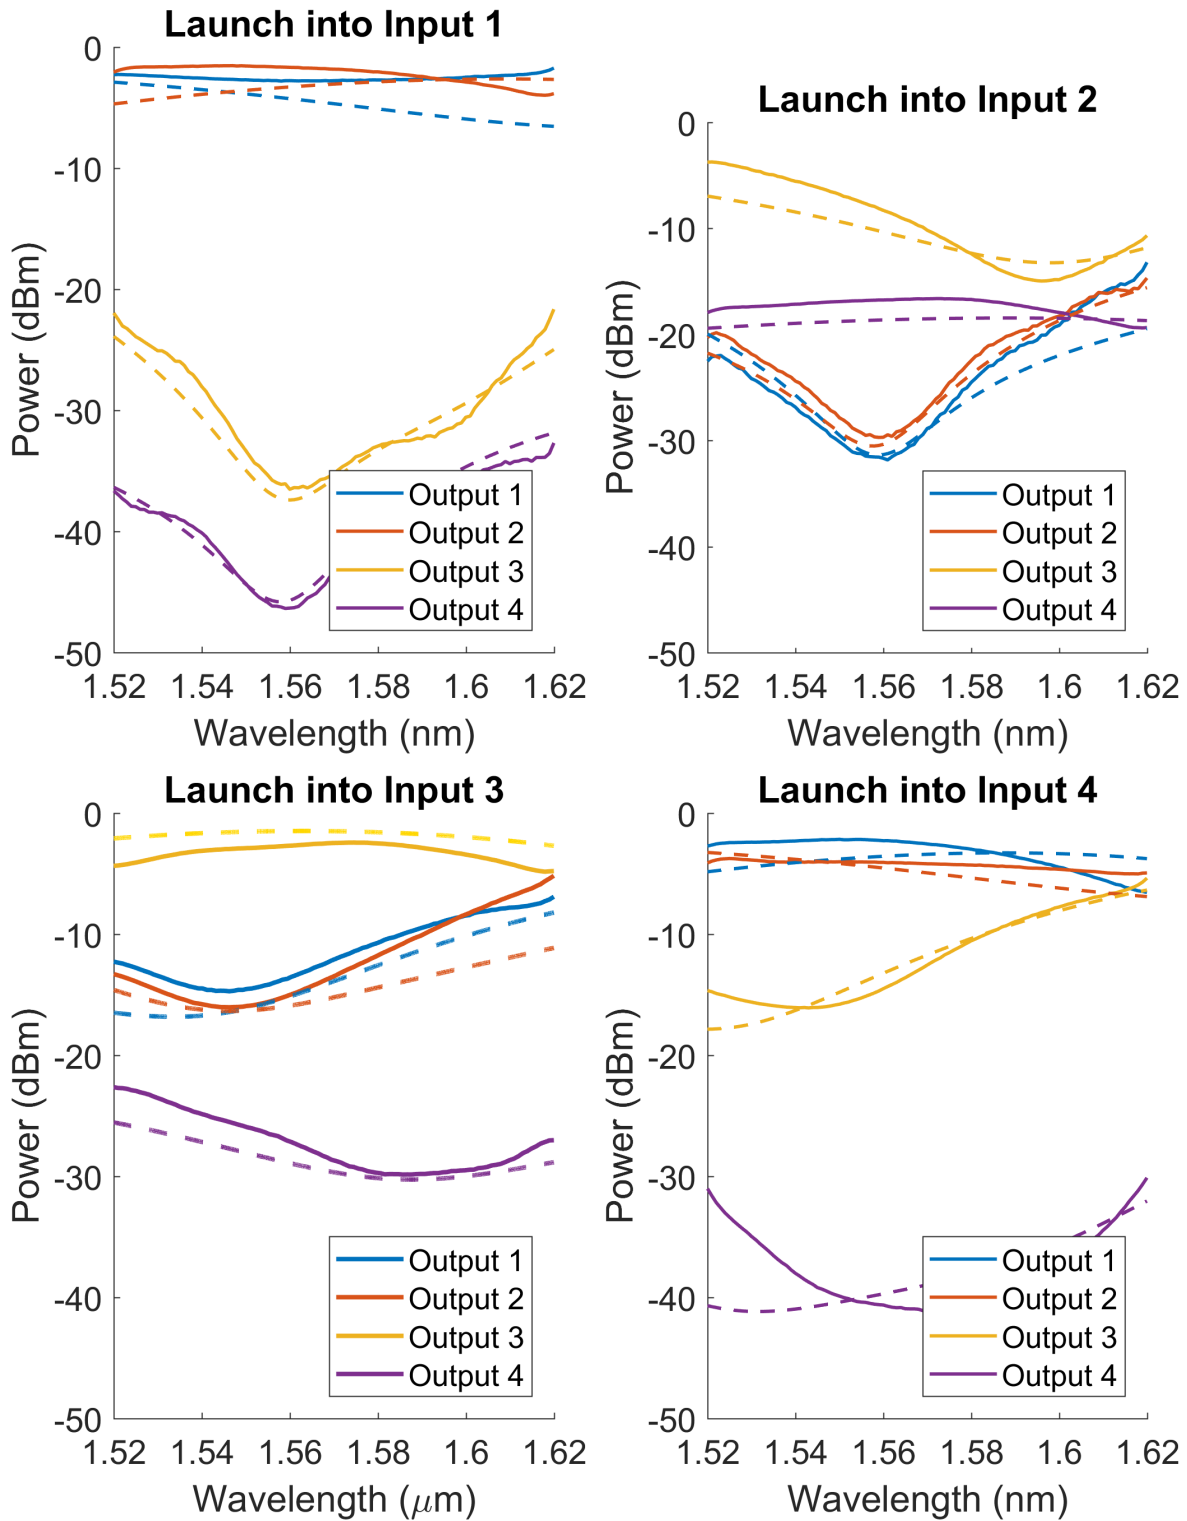 Launch into Input 1
0
-10
-20
-30
-40
-50
Power (dBm)
Output 1
Output 2
Output 3
Output 4
1.52 1.54 1.56 1.58 1.6 1.62
Wavelength (nm)
Launch into Input 2
0
-10
-20
-30
-40
-50
Power (dBm)
Output 1
Output 2
Output 3
Output 4
1.52 1.54 1.56 1.58 1.6 1.62
Wavelength (nm)
Launch into Input 3
0
-10
-20
-30
-40
-50
Power (dBm)
Output 1
Output 2
Output 3
Output 4
1.52 1.54 1.56 1.58 1.6 1.62
Wavelength (μm)
Launch into Input 4
0
-10
-20
-30
-40
-50
Power (dBm)
Output 1
Output 2
Output 3
Output 4
1.52 1.54 1.56 1.58 1.6 1.62
Wavelength (nm)